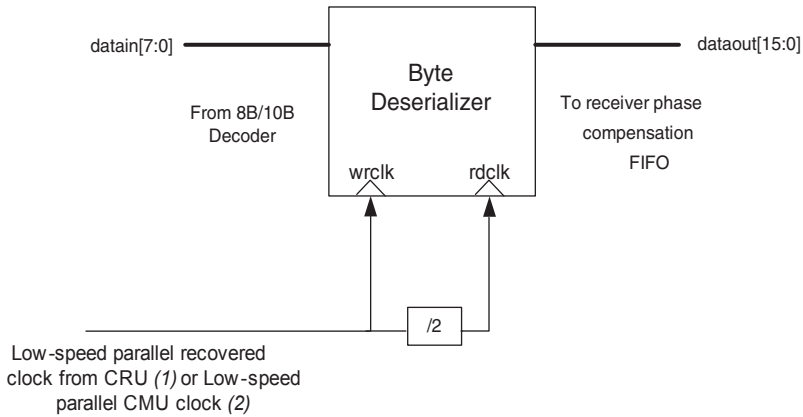 datain[7:0]
Byte
Deserializer
dataout[15:0]
From 8B/10B
Decoder
To receiver phase
compensation
FIFO
wrclk
rdclk
/2
Low-speed parallel recovered
clock from CRU (1) or Low-speed
parallel CMU clock (2)